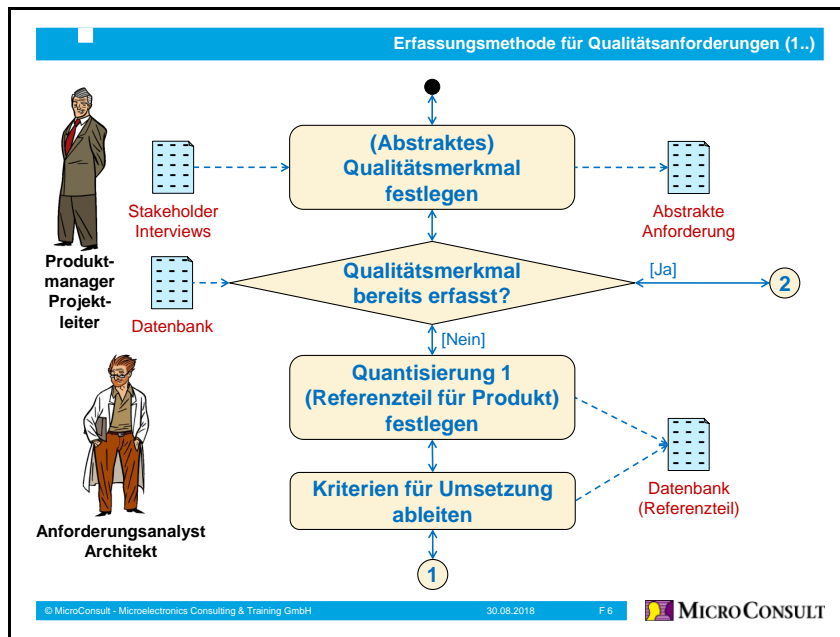 Erfassungsmethode für Qualitätsanforderungen (1..)
(Abstraktes)
Qualitätsmerkmal
festlegen
Stakeholder
Interviews
Abstrakte
Anforderung
Produkt-
manager
Projekt-
leiter
Datenbank
Qualitätsmerkmal
bereits erfasst?
[Ja]
2
[Nein]
Quantisierung 1
(Referenzteil für Produkt)
festlegen
Kriterien für Umsetzung
ableiten
Datenbank
(Referenzteil)
Anforderungsanalyst
Architekt
1
© MicroConsult - Microelectronics Consulting & Training GmbH
30.08.2018
F 6
MICROCONSULT